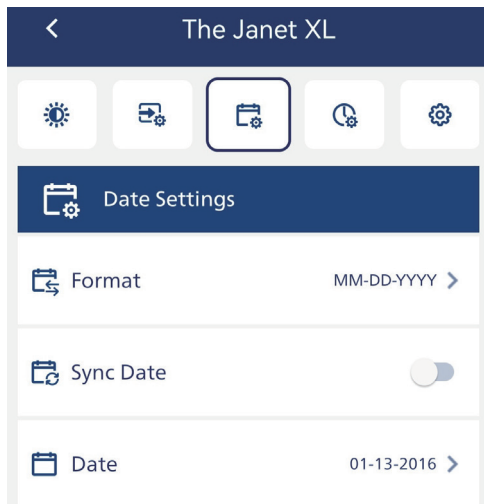 The Janet XL
Date Settings
Format MM-DD-YYYY
Sync Date
Date 01-13-2016